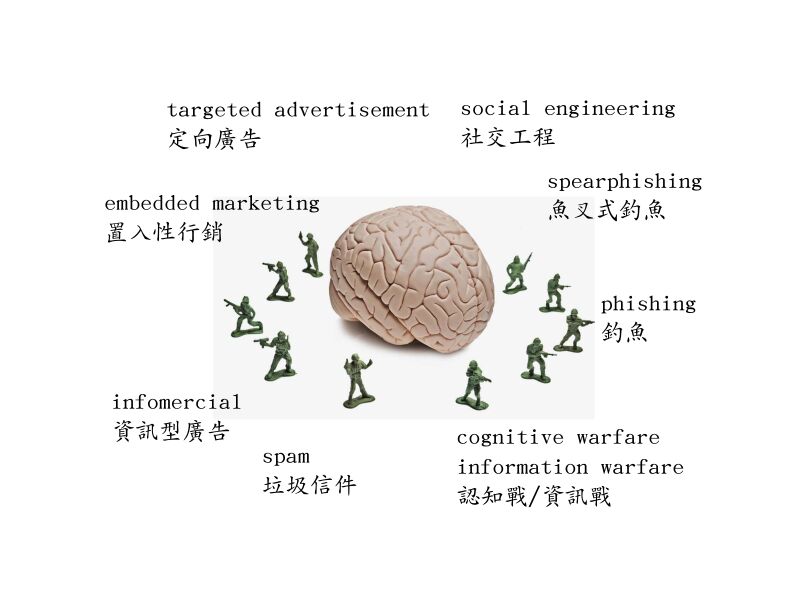 targeted advertisement
定向廣告
social engineering
社交工程
spearphishing
魚叉式釣魚
embedded marketing
置入性行銷
phishing
釣魚
infomercial
資訊型廣告
spam
垃圾信件
cognitive warfare
information warfare
認知戰/資訊戰